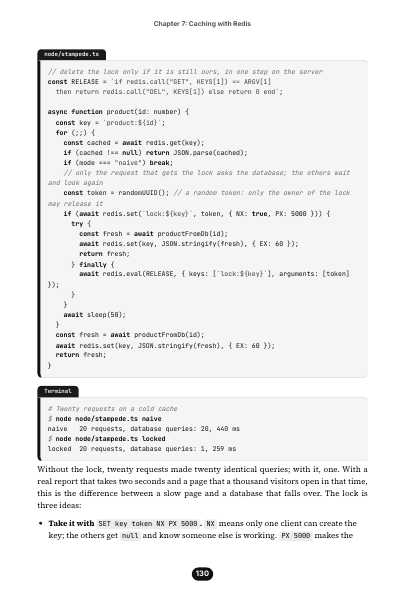 Chapter 7: Caching with Redis
node/stampede.ts
// delete the lock only if it is still ours, in one step on the server
const RELEASE = `if redis.call("GET", KEYS[1]) == ARGV[1]
  then return redis.call("DEL", KEYS[1]) else return 0 end`;

async function product(id: number) {
  const key = `product:${id}`;
  for (;;) {
    const cached = await redis.get(key);
    if (cached !== null) return JSON.parse(cached);
    if (mode === "naive") break;
    // only the request that gets the lock asks the database; the others wait
and look again
    const token = randomUUID(); // a random token: only the owner of the lock
may release it
    if (await redis.set(`lock:${key}`, token, { NX: true, PX: 5000 })) {
      try {
        const fresh = await productFromDb(id);
        await redis.set(key, JSON.stringify(fresh), { EX: 60 });
        return fresh;
      } finally {
        await redis.eval(RELEASE, { keys: [`lock:${key}`], arguments: [token]
});
      }
    }
    await sleep(50);
  }
  const fresh = await productFromDb(id);
  await redis.set(key, JSON.stringify(fresh), { EX: 60 });
  return fresh;
}
Terminal
# Twenty requests on a cold cache
$ node node/stampede.ts naive
naive   20 requests, database queries: 20, 440 ms
$ node node/stampede.ts locked
locked  20 requests, database queries: 1, 259 ms
Without the lock, twenty requests made twenty identical queries; with it, one. With a
real report that takes two seconds and a page that a thousand visitors open in that time,
this is the difference between a slow page and a database that falls over. The lock is
three ideas:
• Take it with SET key token NX PX 5000. NX means only one client can create the
key; the others get null and know someone else is working. PX 5000 makes the
130